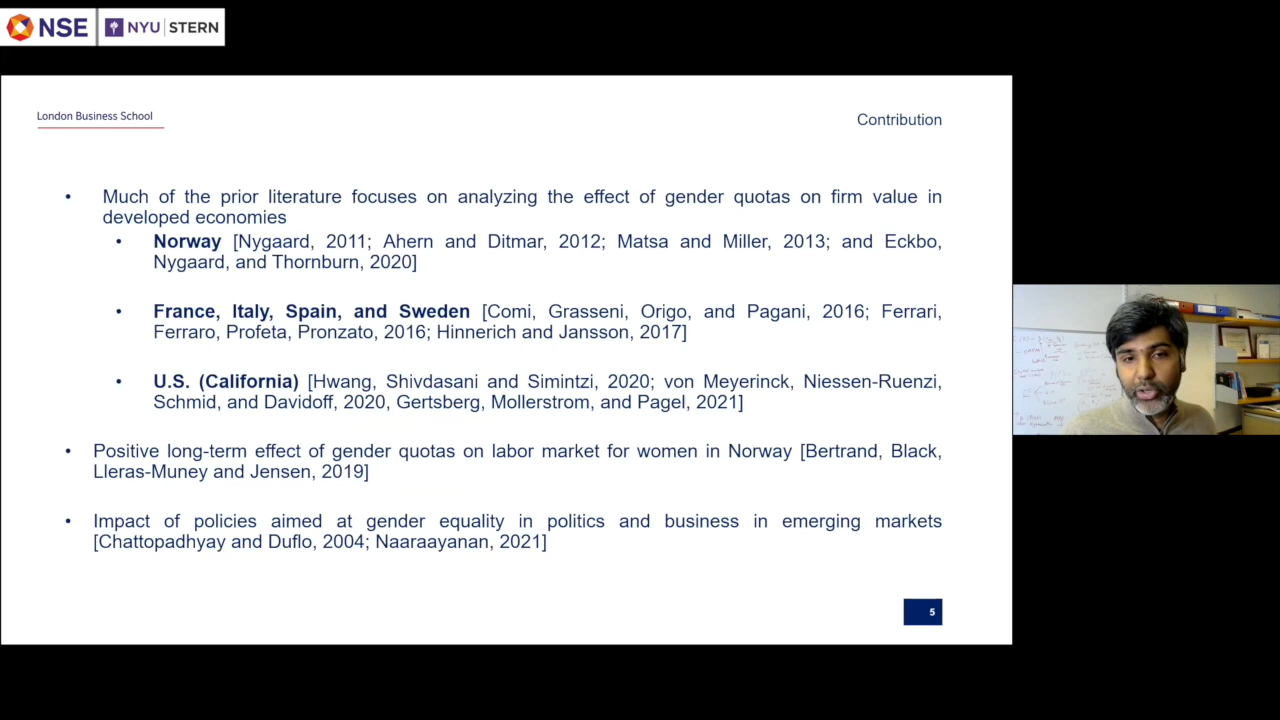 NSE NYU STERN
London Business School
Contribution
• Much of the prior literature focuses on analyzing the effect of gender quotas on firm value in
developed economies
• Norway [Nygaard, 2011; Ahern and Ditmar, 2012; Matsa and Miller, 2013; and Eckbo,
Nygaard, and Thornburn, 2020]
• France, Italy, Spain, and Sweden [Comi, Grasseni, Origo, and Pagani, 2016; Ferrari,
Ferraro, Profeta, Pronzato, 2016; Hinnerich and Jansson, 2017]
• U.S. (California) [Hwang, Shivdasani and Simintzi, 2020; von Meyerinck, Niessen-Ruenzi,
Schmid, and Davidoff, 2020, Gertsberg, Mollerstrom, and Pagel, 2021]
• Positive long-term effect of gender quotas on labor market for women in Norway [Bertrand, Black,
Lleras-Muney and Jensen, 2019]
• Impact of policies aimed at gender equality in politics and business in emerging markets
[Chattopadhyay and Duflo, 2004; Naaraayanan, 2021]
5